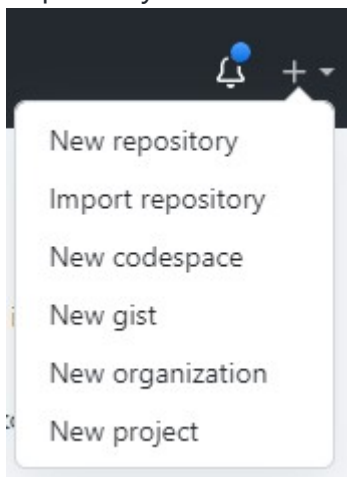 New repository
Import repository
New codespace
New gist
New organization
New project